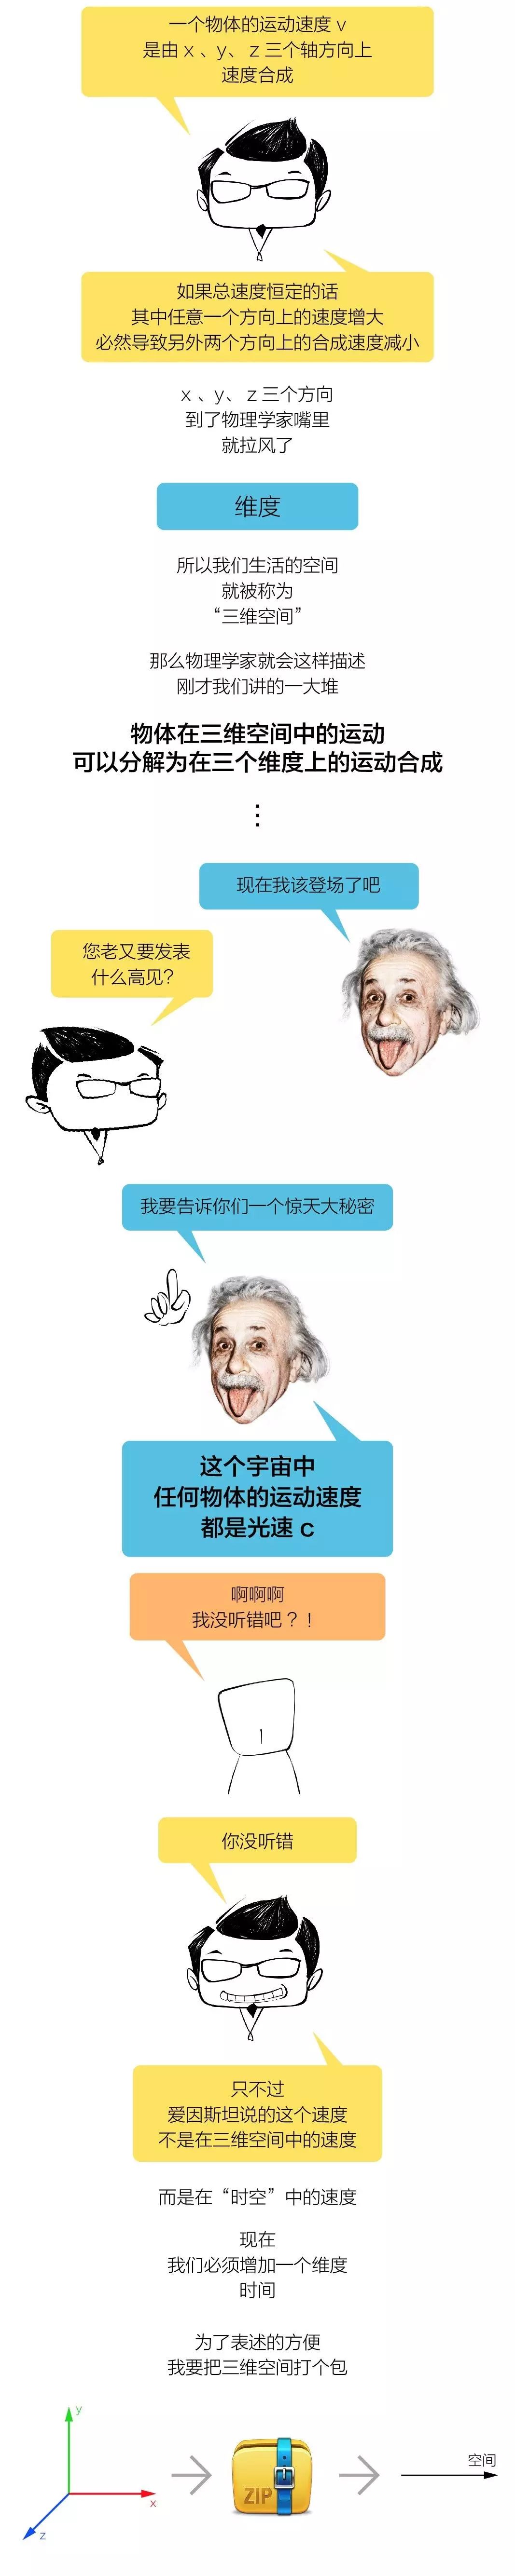 一个物体的运动速度 v
是由 x 、y、 z 三个轴方向上
速度合成
如果总速度恒定的话
其中任意一个方向上的速度增大
必然导致另外两个方向上的合成速度减小
x 、y、 z 三个方向
到了物理学家嘴里
就拉风了
维度
所以我们生活的空间
就被称为
“三维空间”
那么物理学家就会这样描述
刚才我们讲的一大堆
物体在三维空间中的运动
可以分解为在三个维度上的运动合成
现在我该登场了吧
您老又要发表
什么高见?
我要告诉你们一个惊天大秘密
这个宇宙中
任何物体的运动速度
都是光速 c
啊啊啊
我没听错吧？！
你没听错
只不过
爱因斯坦说的这个速度
不是在三维空间中的速度
而是在“时空”中的速度
现在
我们必须增加一个维度
时间
为了表述的方便
我要把三维空间打个包
y
x
z
ZIP
空间